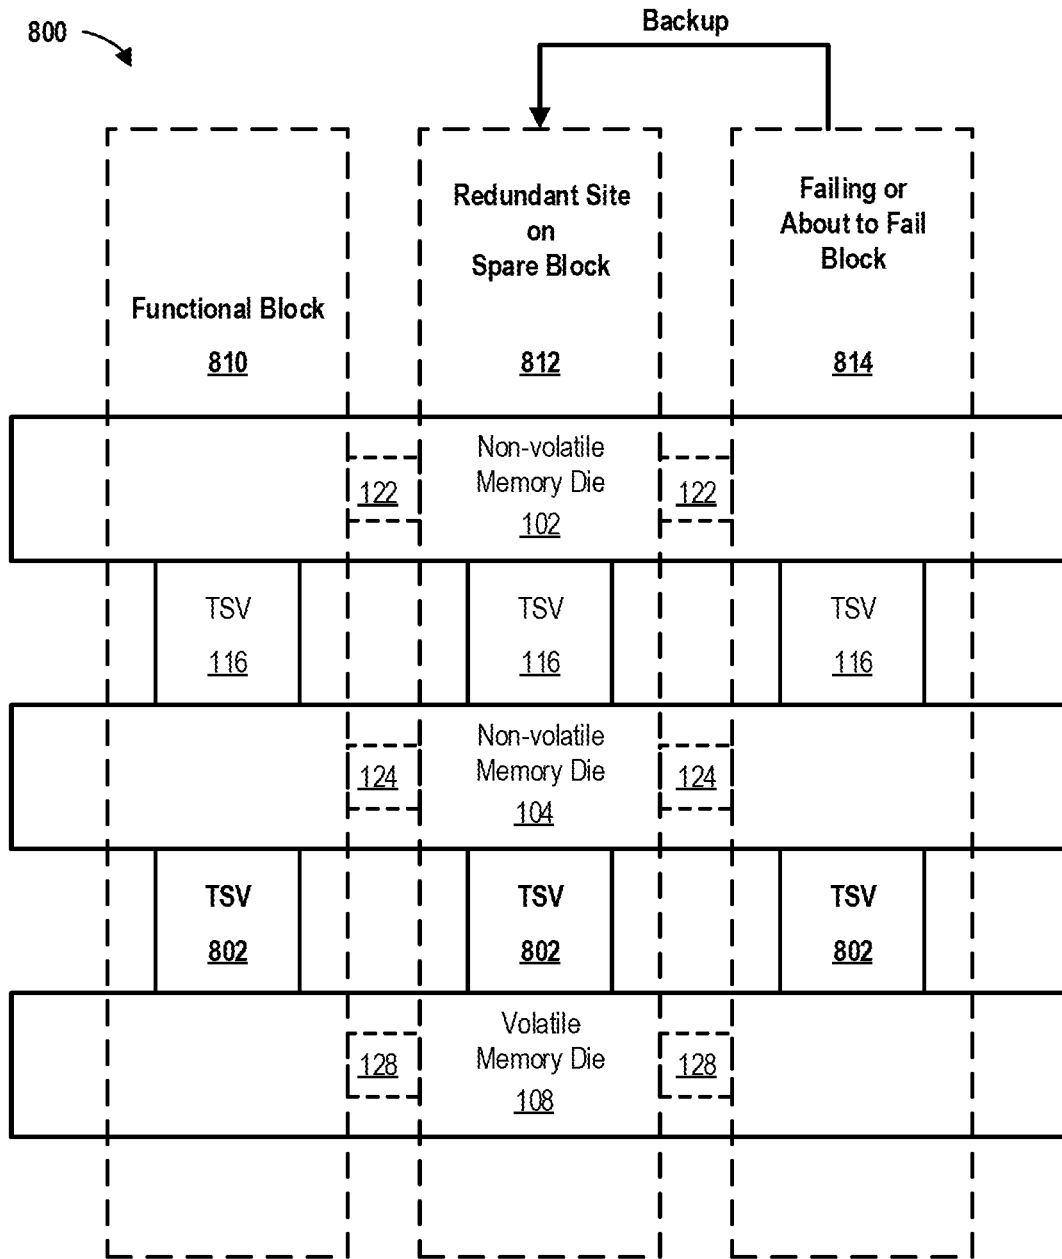 Backup
800
Redundant Site
on
Spare Block
Failing or
About to Fail
Block
Functional Block
810
812
814
Non-volatile
Memory Die
102
122
122
TSV
116
TSV
116
TSV
116
Non-volatile
Memory Die
104
124
124
TSV
802
TSV
802
TSV
802
Volatile
Memory Die
108
128
128